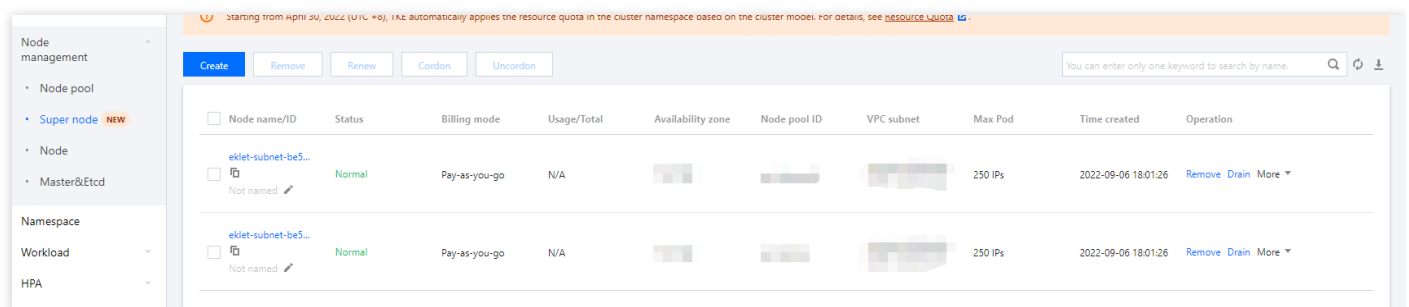 Starting from April 30, 2022 (UTC +8), TKE automatically applies the resource quota in the cluster namespace based on the cluster model. For details, see Resource Quota .
Node management
Node pool
Super node NEW
Node
Master&Etcd
Namespace
Workload
HPA
Create Remove Renew Cordon Uncordon
You can enter only one keyword to search by name.
Node name/ID Status Billing mode Usage/Total Availability zone Node pool ID VPC subnet Max Pod Time created Operation
eklet-subnet-be5...
Normal Pay-as-you-go N/A 250 IPs 2022-09-06 18:01:26 Remove Drain More
Not named
eklet-subnet-be5...
Normal Pay-as-you-go N/A 250 IPs 2022-09-06 18:01:26 Remove Drain More
Not named